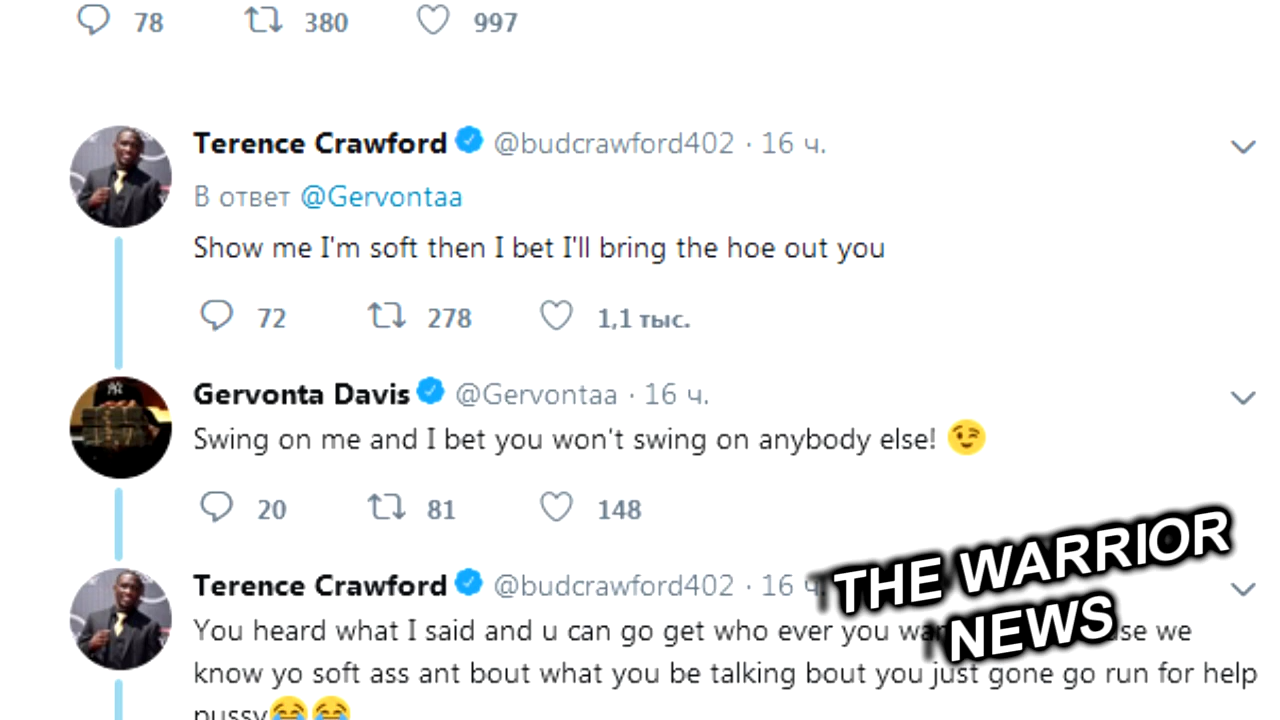 78 380 997
Terence Crawford @budcrawford402 · 16 ч.
В ответ @Gervontaa
Show me I'm soft then I bet I'll bring the hoe out you
72 278 1,1 тыс.
Gervonta Davis @Gervontaa · 16 ч.
Swing on me and I bet you won't swing on anybody else! 😉
20 81 148
Terence Crawford @budcrawford402 · 16 ч.
You heard what I said and u can go get who ever you we
know yo soft ass ant bout what you be talking bout you just gone go run for help
pussy😂😂
THE WARRIOR
NEWS